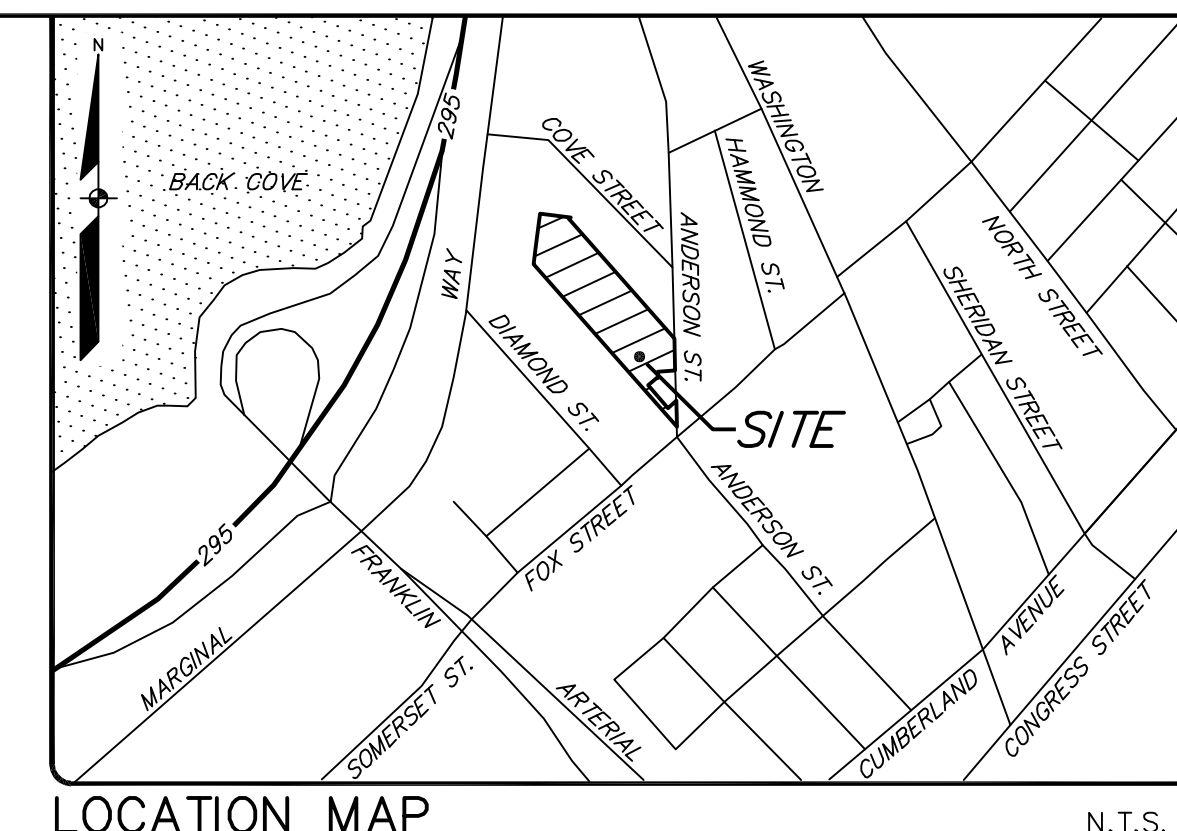 N
BACK COVE
295
WAY
COVE STREET
WASHINGTON
HAMMOND ST.
ANDERSON ST.
NORTH STREET
SHERIDAN STREET
DIAMOND ST.
SITE
ANDERSON ST.
FOX STREET
295
FRANKLIN
ARTERIAL
MARGINAL
SOMERSET ST.
CUMBERLAND
AVENUE
CONGRESS STREET
LOCATION MAP
N.T.S.